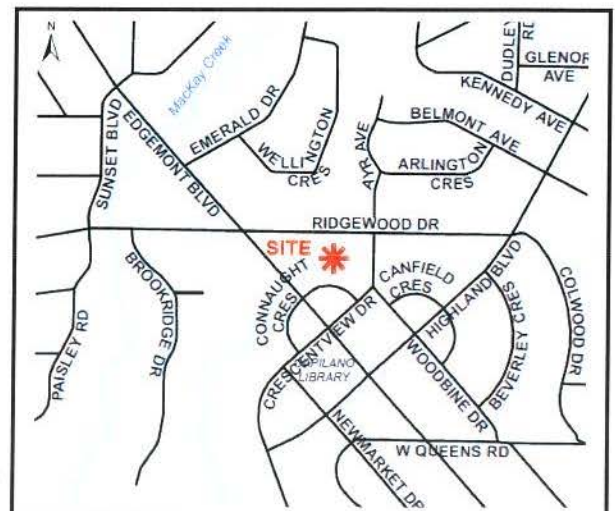 N
MacKay Creek
DUDLEY RD
GLENOR AVE
KENNEDY AVE
SUNSET BLVD
EDGEMONT BLVD
EMERALD DR
WELLINGTON CRES
AYR AVE
BELMONT AVE
ARLINGTON CRES
RIDGEWOOD DR
SITE
CONNAUGHT CRES
CANFIELD CRES
HIGHLAND BLVD
COLWOOD DR
BROOKRIDGE DR
PAISLEY RD
CRESCENTVIEW DR
CAPILANO LIBRARY
WOODBINE DR
BEVERLEY CRES
NEWMARKET DR
W QUEENS RD